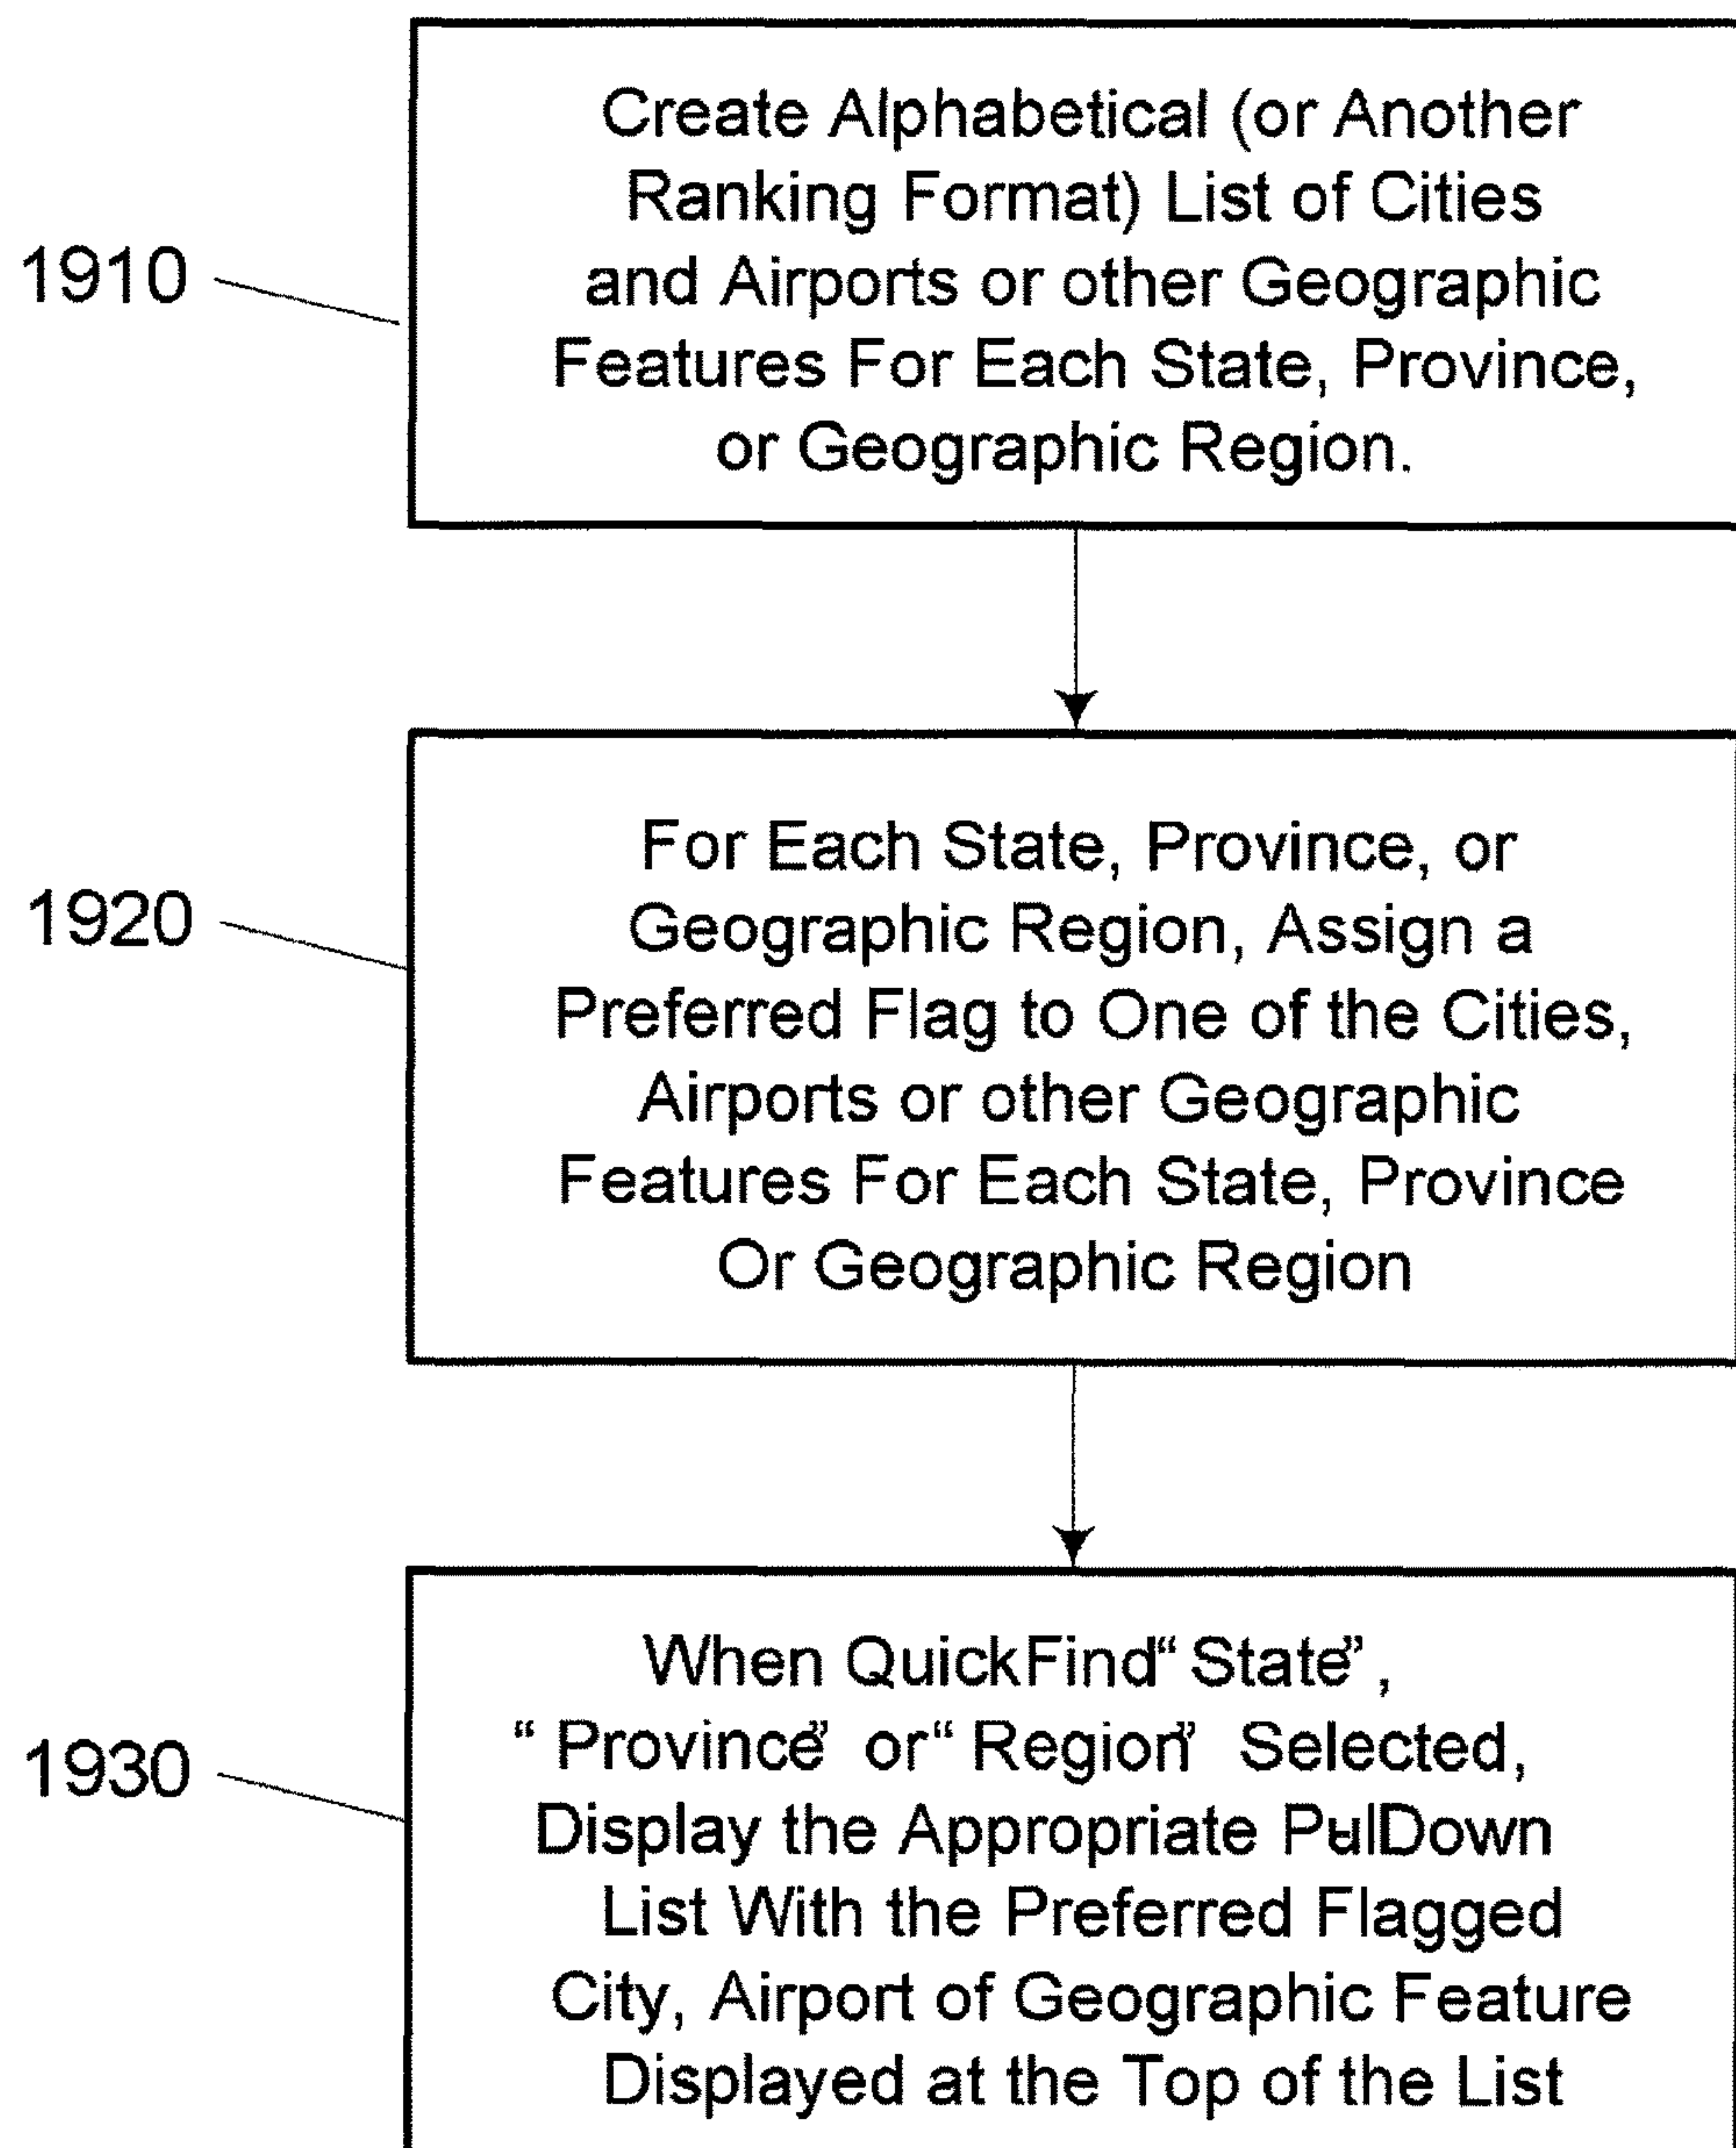 Create Alphabetical (or Another
Ranking Format) List of Cities
1910
and Airports or other Geographic
Features For Each State, Province,
or Geographic Region.
For Each State, Province, or
1920
Geographic Region, Assign a
Preferred Flag to One of the Cities,
Airports or other Geographic
Features For Each State, Province
Or Geographic Region
When QuickFind “State”,
“Province” or “Region” Selected,
1930
Display the Appropriate Pull-Down
List With the Preferred Flagged
City, Airport of Geographic Feature
Displayed at the Top of the List